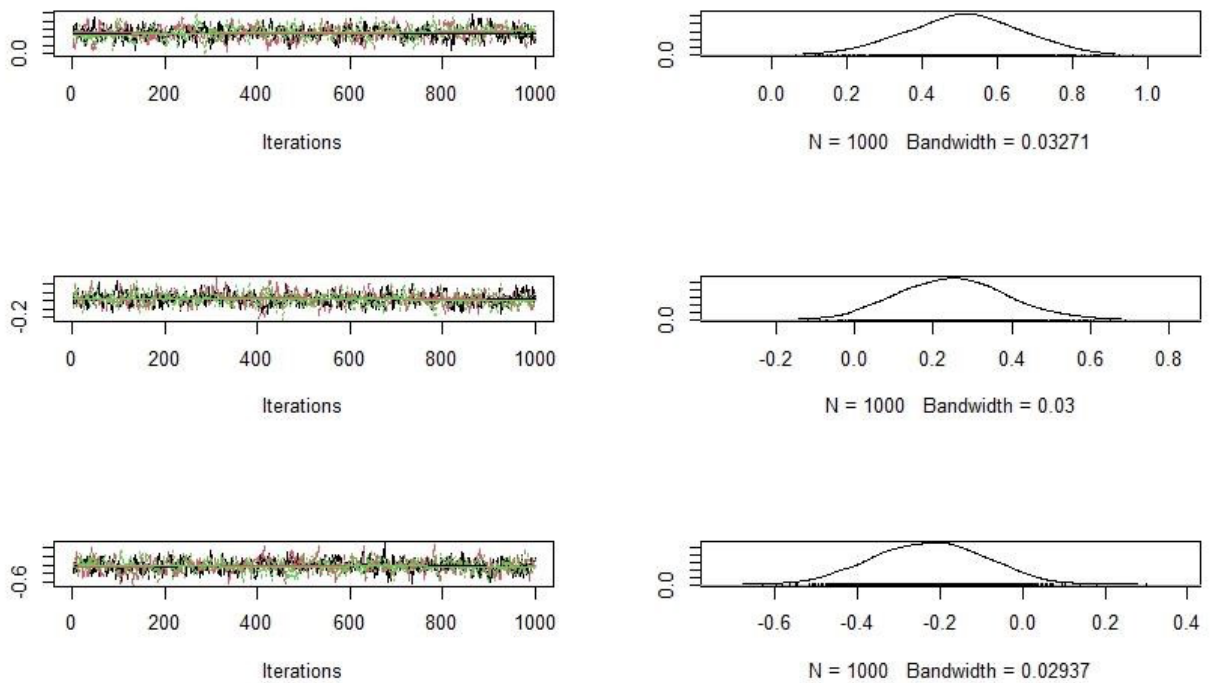 0.0
0 200 400 600 800 1000
Iterations
0.0
0.0 0.2 0.4 0.6 0.8 1.0
N = 1000 Bandwidth = 0.03271
-0.2
0 200 400 600 800 1000
Iterations
0.0
-0.2 0.0 0.2 0.4 0.6 0.8
N = 1000 Bandwidth = 0.03
-0.6
0 200 400 600 800 1000
Iterations
0.0
-0.6 -0.4 -0.2 0.0 0.2 0.4
N = 1000 Bandwidth = 0.02937